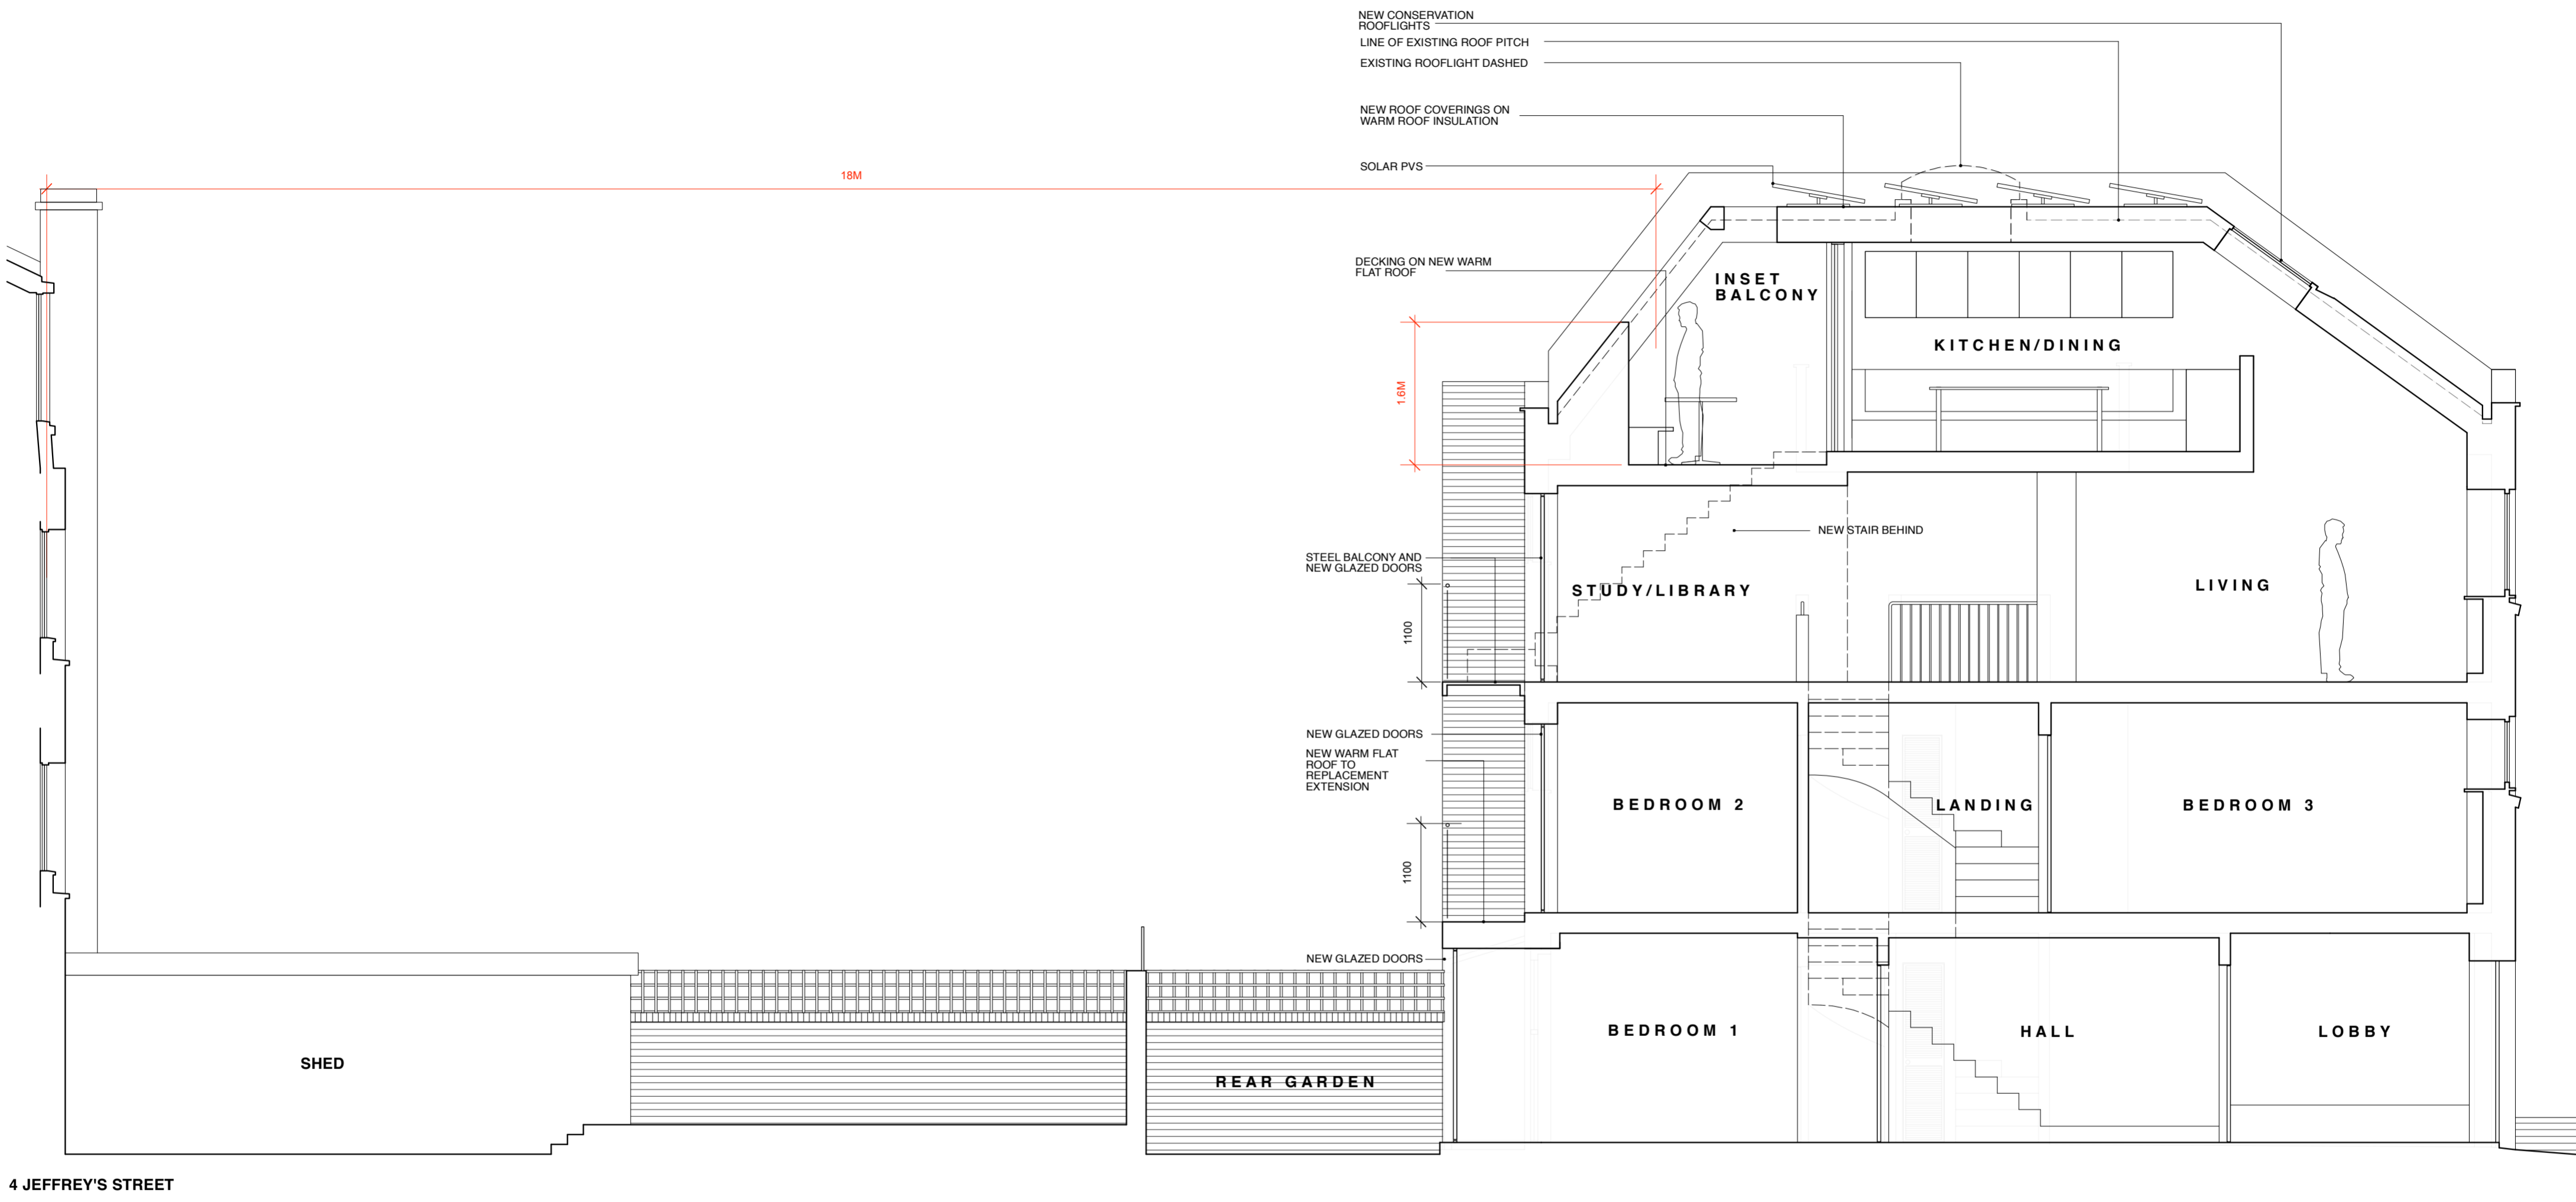 NEW CONSERVATION
ROOFLIGHTS
LINE OF EXISTING ROOF PITCH
EXISTING ROOFLIGHT DASHED
NEW ROOF COVERINGS ON
WARM ROOF INSULATION
SOLAR PVS
18M
DECKING ON NEW WARM
FLAT ROOF
INSET
BALCONY
KITCHEN/DINING
1.6M
NEW STAIR BEHIND
STEEL BALCONY AND
NEW GLAZED DOORS
STUDY/LIBRARY
LIVING
1100
NEW GLAZED DOORS
NEW WARM FLAT
ROOF TO
REPLACEMENT
EXTENSION
BEDROOM 2
LANDING
BEDROOM 3
1100
NEW GLAZED DOORS
BEDROOM 1
HALL
LOBBY
SHED
REAR GARDEN
4 JEFFREY'S STREET